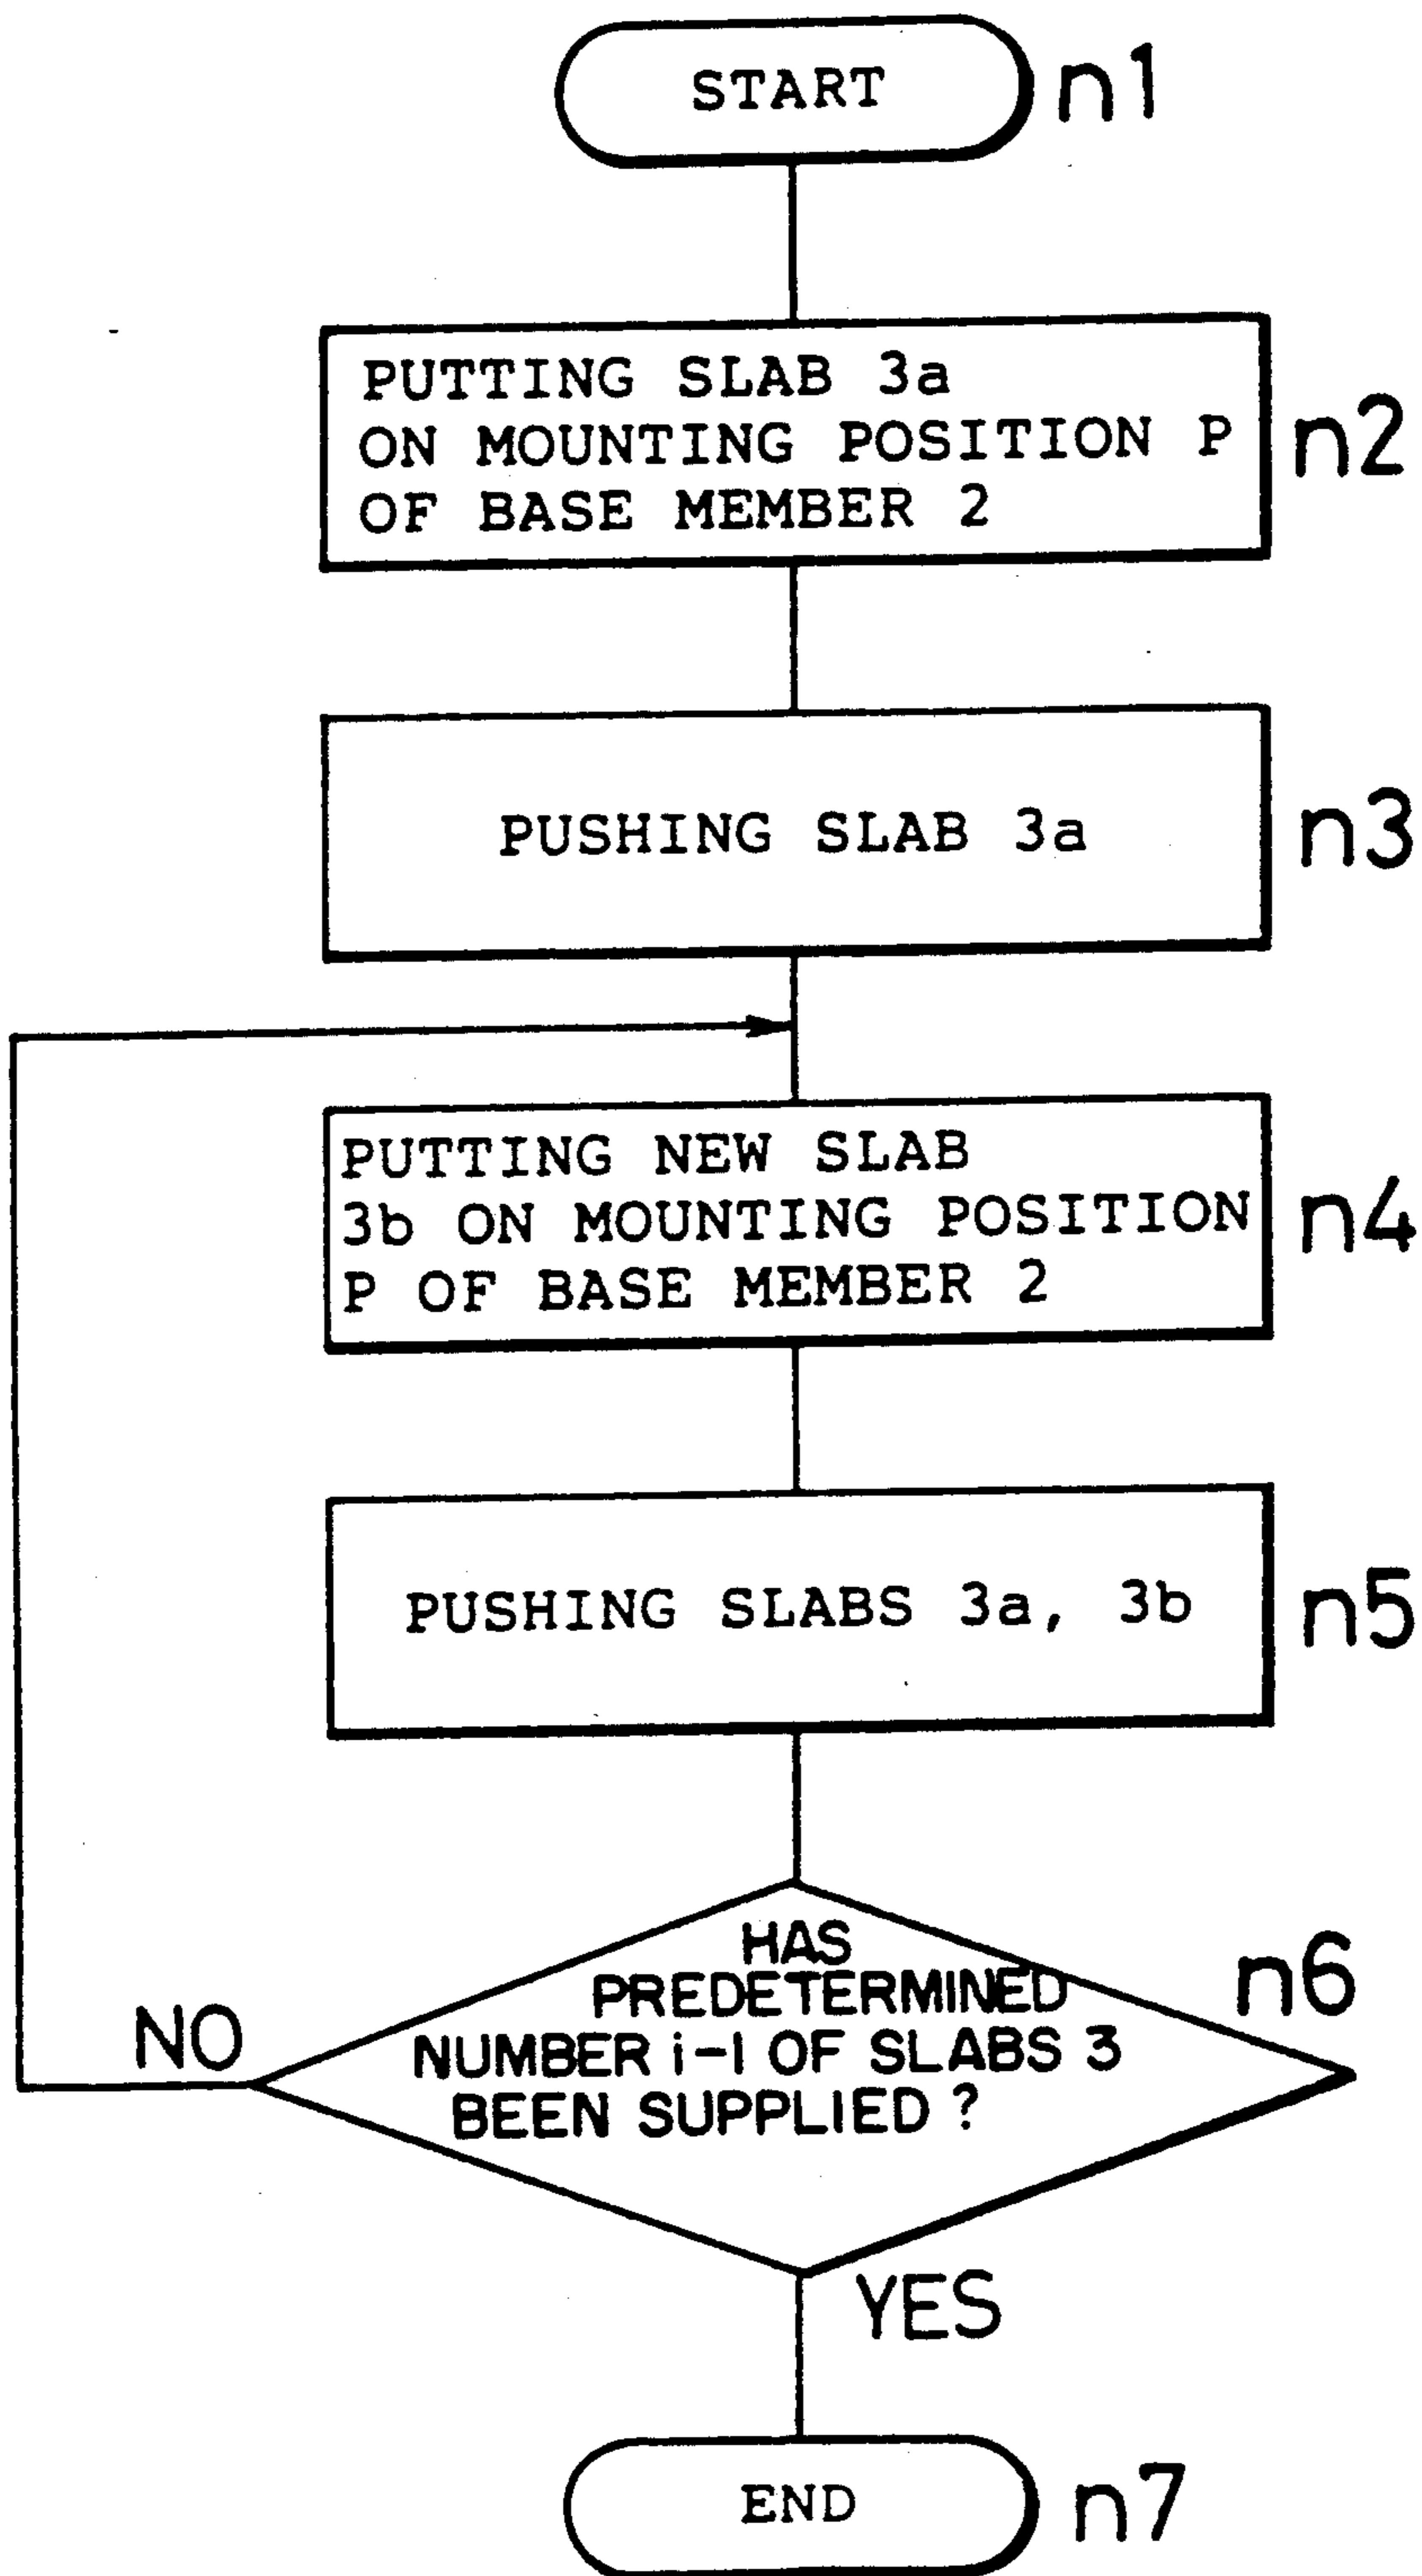 START
n1
PUTTING SLAB 3a
ON MOUNTING POSITION P
OF BASE MEMBER 2
n2
PUSHING SLAB 3a
n3
PUTTING NEW SLAB
3b ON MOUNTING POSITION
P OF BASE MEMBER 2
n4
PUSHING SLABS 3a, 3b
n5
HAS
PREDETERMINED
NUMBER i-1 OF SLABS 3
BEEN SUPPLIED ?
n6
NO
YES
END
n7